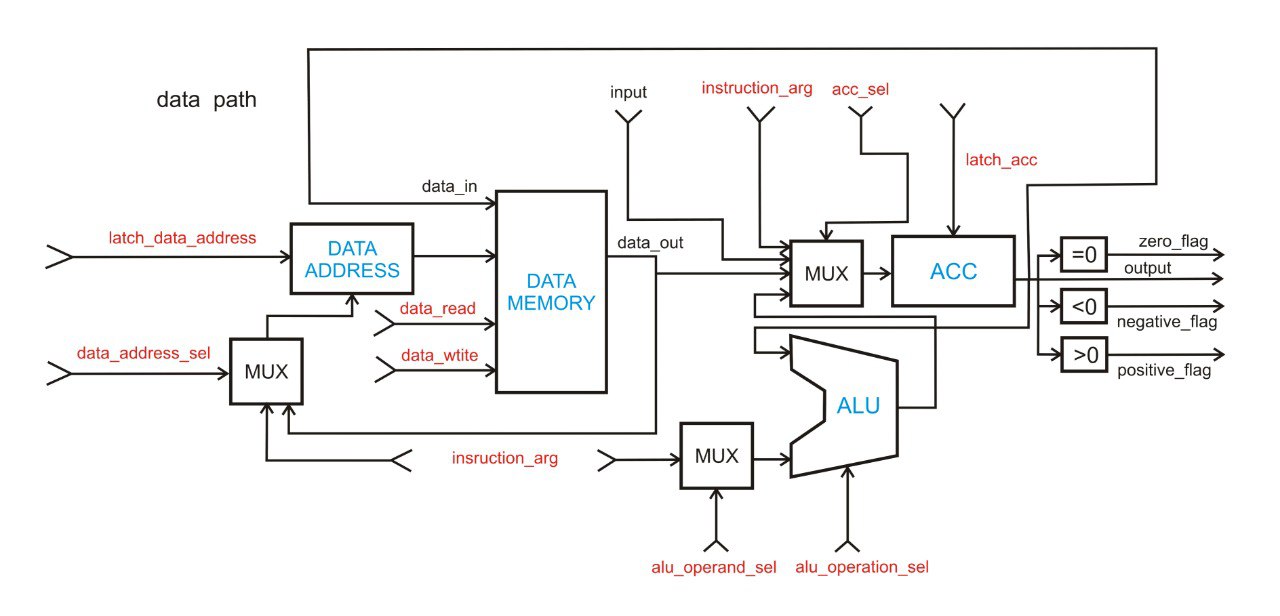 data path
input
instruction_arg
acc_sel
latch_acc
data_in
latch_data_address
DATA
ADDRESS
data_out
DATA
MEMORY
MUX
ACC
=0
zero_flag
output
<0
negative_flag
>0
positive_flag
data_read
data_wtite
data_address_sel
MUX
ALU
insruction_arg
MUX
alu_operand_sel
alu_operation_sel